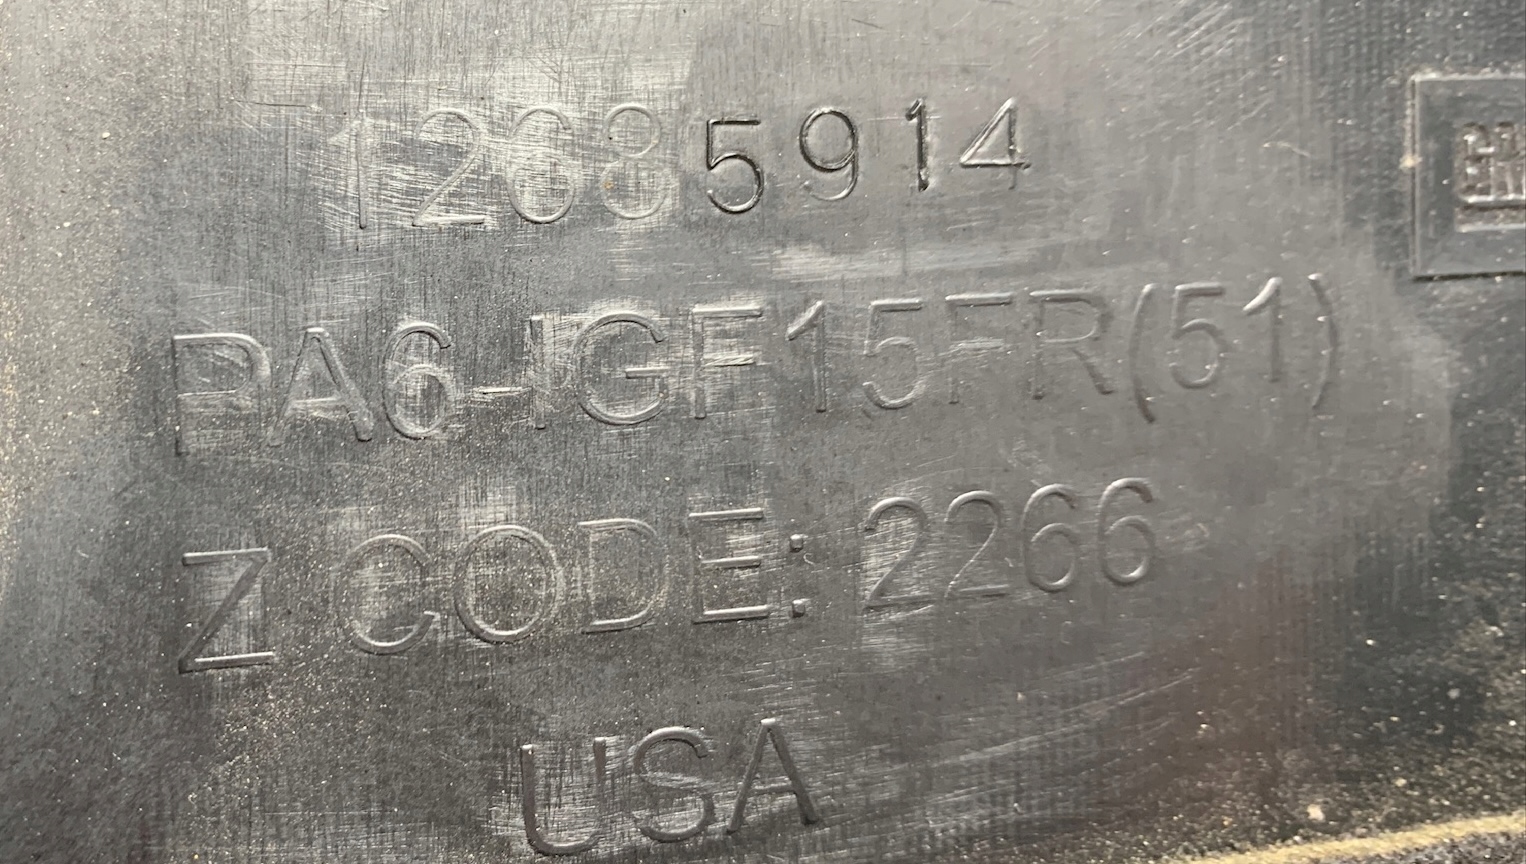 12685914
PA6-IGF15FR(51)
Z CODE: 2266
USA